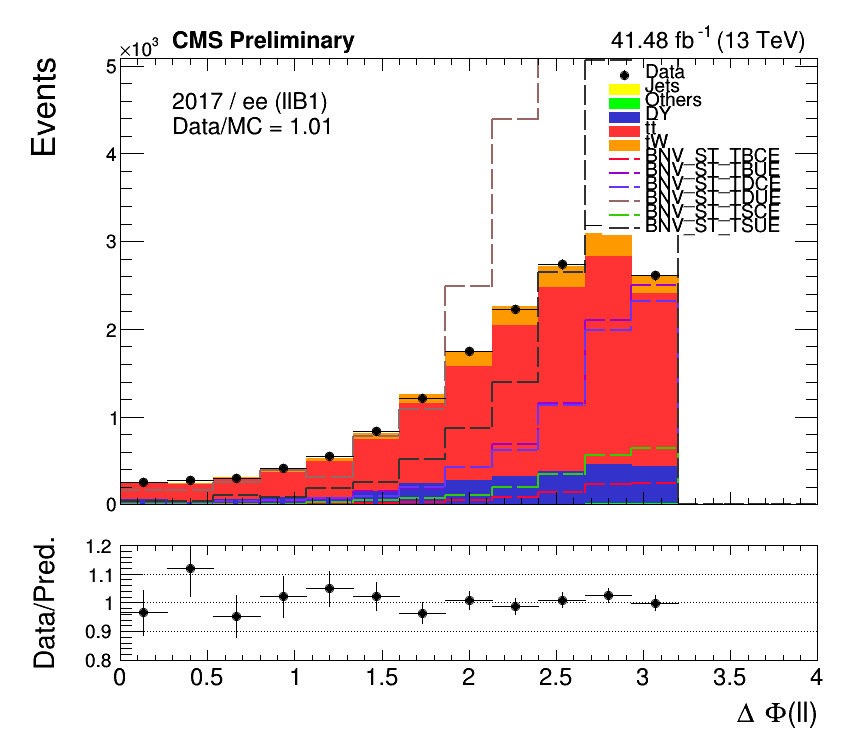 ×10³ CMS Preliminary 41.48 fb⁻¹ (13 TeV)
Events
2017 / ee (llB1)
Data/MC = 1.01
5
4
3
2
1
0
Data
Jets
Others
DY
tt
tW
BNV_ST_TBCE
BNV_ST_TBUE
BNV_ST_TDCE
BNV_ST_TDUE
BNV_ST_TSCE
BNV_ST_TSUE
Data/Pred.
1.2
1.1
1
0.9
0.8
0 0.5 1 1.5 2 2.5 3 3.5 4
Δ Φ(ll)